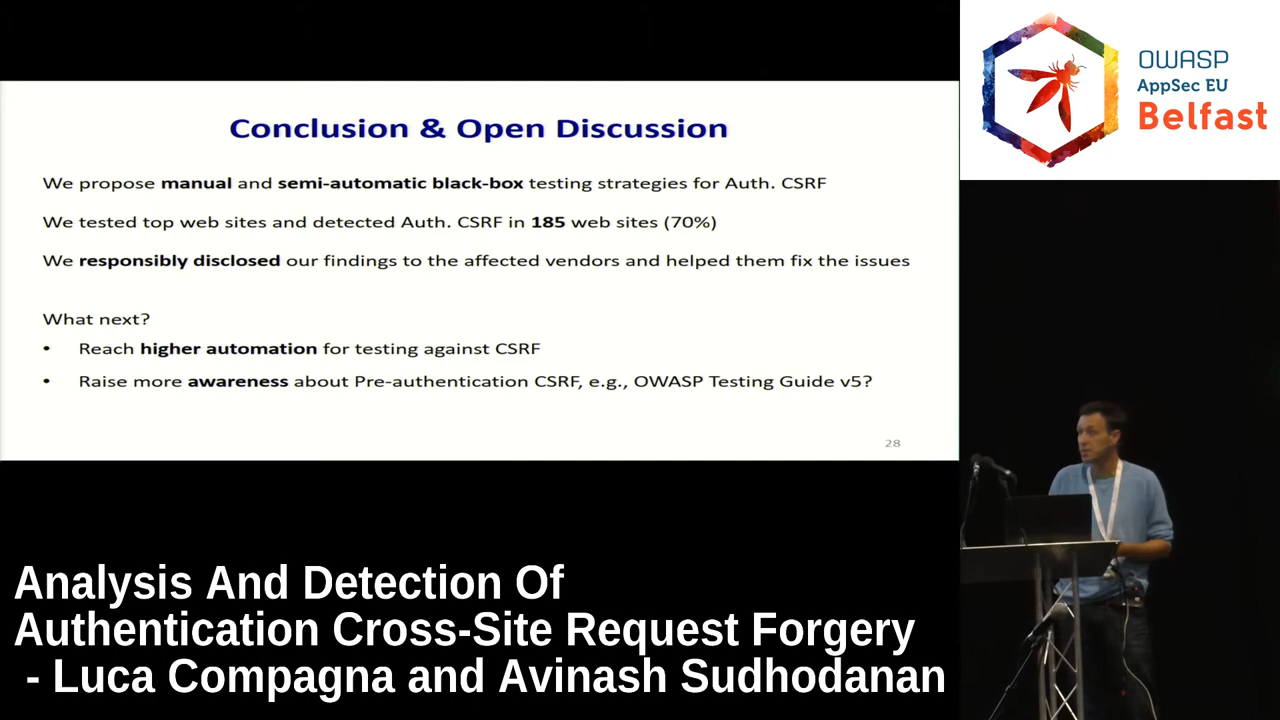 OWASP
AppSec EU
Belfast
Conclusion & Open Discussion
We propose manual and semi-automatic black-box testing strategies for Auth. CSRF
We tested top web sites and detected Auth. CSRF in 185 web sites (70%)
We responsibly disclosed our findings to the affected vendors and helped them fix the issues
What next?
• Reach higher automation for testing against CSRF
• Raise more awareness about Pre-authentication CSRF, e.g., OWASP Testing Guide v5?
28
Analysis And Detection Of
Authentication Cross-Site Request Forgery
- Luca Compagna and Avinash Sudhodanan